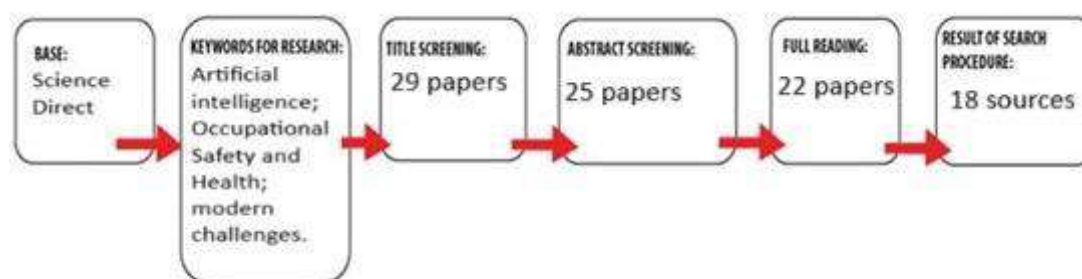 BASE:
Science
Direct
KEYWORDS FOR RESEARCH:
Artificial
intelligence;
Occupational
Safety and
Health;
modern
challenges.
TITLE SCREENING:
29 papers
ABSTRACT SCREENING:
25 papers
FULL READING:
22 papers
RESULT OF SEARCH
PROCEDURE:
18 sources